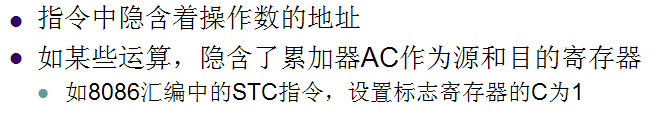 指令中隐含着操作数的地址
如某些运算，隐含了累加器AC作为源和目的寄存器
如8086汇编中的STC指令，设置标志寄存器的C为1